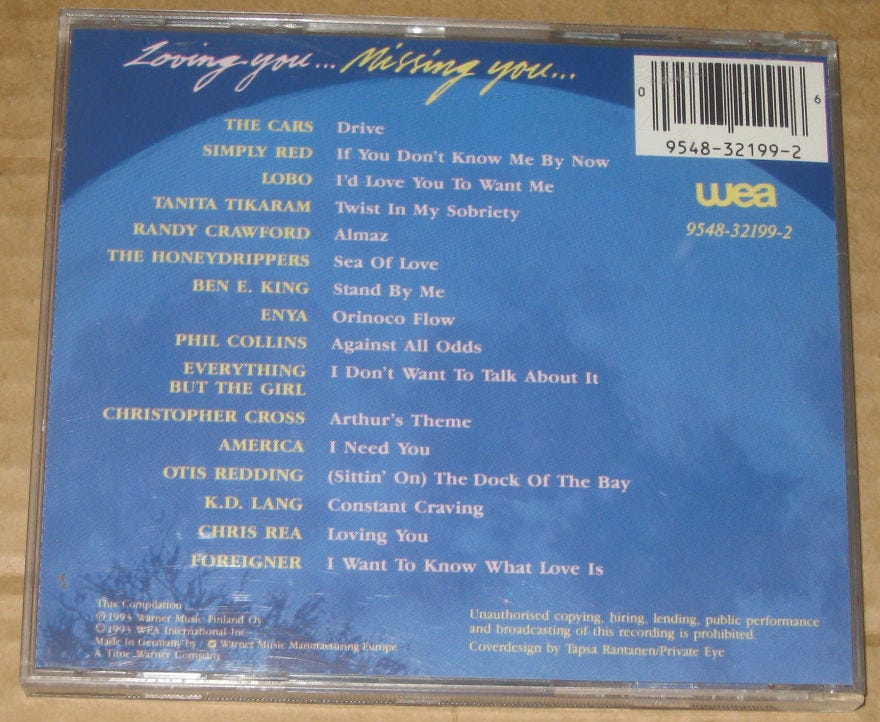 Loving you... Missing you...
0 6
9548-32199-2
wea
9548-32199-2
THE CARS Drive
SIMPLY RED If You Don't Know Me By Now
LOBO I'd Love You To Want Me
TANITA TIKARAM Twist In My Sobriety
RANDY CRAWFORD Almaz
THE HONEYDRIPPERS Sea Of Love
BEN E. KING Stand By Me
ENYA Orinoco Flow
PHIL COLLINS Against All Odds
EVERYTHING
BUT THE GIRL I Don't Want To Talk About It
CHRISTOPHER CROSS Arthur's Theme
AMERICA I Need You
OTIS REDDING (Sittin' On) The Dock Of The Bay
K.D. LANG Constant Craving
CHRIS REA Loving You
FOREIGNER I Want To Know What Love Is
This Compilation
℗ 1993 Warner Music Finland Oy
© 1993 WEA International Inc
Made In Germany by Warner Music Manufacturing Europe
A Time Warner Company
Unauthorised copying, hiring, lending, public performance
and broadcasting of this recording is prohibited
Coverdesign by Tapsa Rantanen/Private Eye